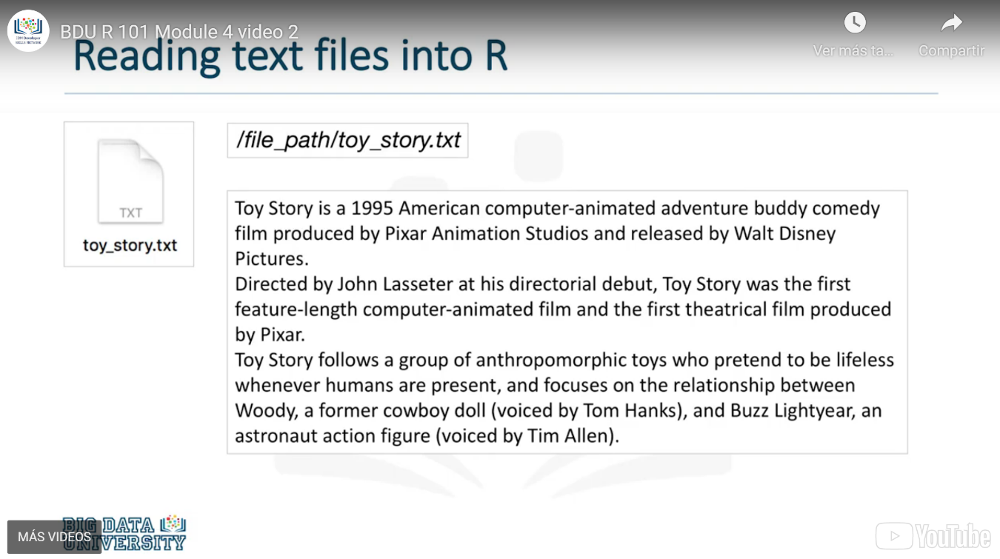 BDU R 101 Module 4 video 2
Ver más ta...
Compartir
Reading text files into R
/file_path/toy_story.txt
TXT
toy_story.txt
Toy Story is a 1995 American computer-animated adventure buddy comedy
film produced by Pixar Animation Studios and released by Walt Disney
Pictures.
Directed by John Lasseter at his directorial debut, Toy Story was the first
feature-length computer-animated film and the first theatrical film produced
by Pixar.
Toy Story follows a group of anthropomorphic toys who pretend to be lifeless
whenever humans are present, and focuses on the relationship between
Woody, a former cowboy doll (voiced by Tom Hanks), and Buzz Lightyear, an
astronaut action figure (voiced by Tim Allen).
BIG DATA
UNIVERSITY
MÁS VIDEOS
YouTube